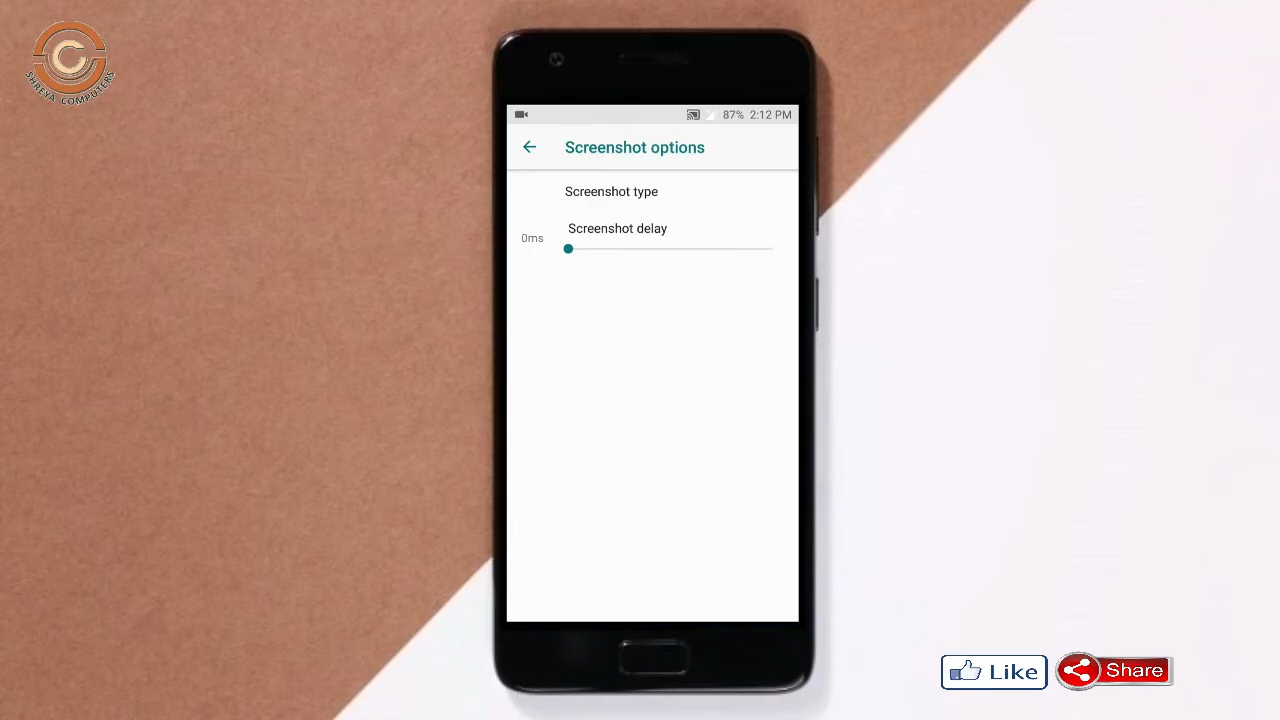 SHREYA COMPUTERS
87% 2:12 PM
Screenshot options
Screenshot type
Screenshot delay
0ms
Like
Share